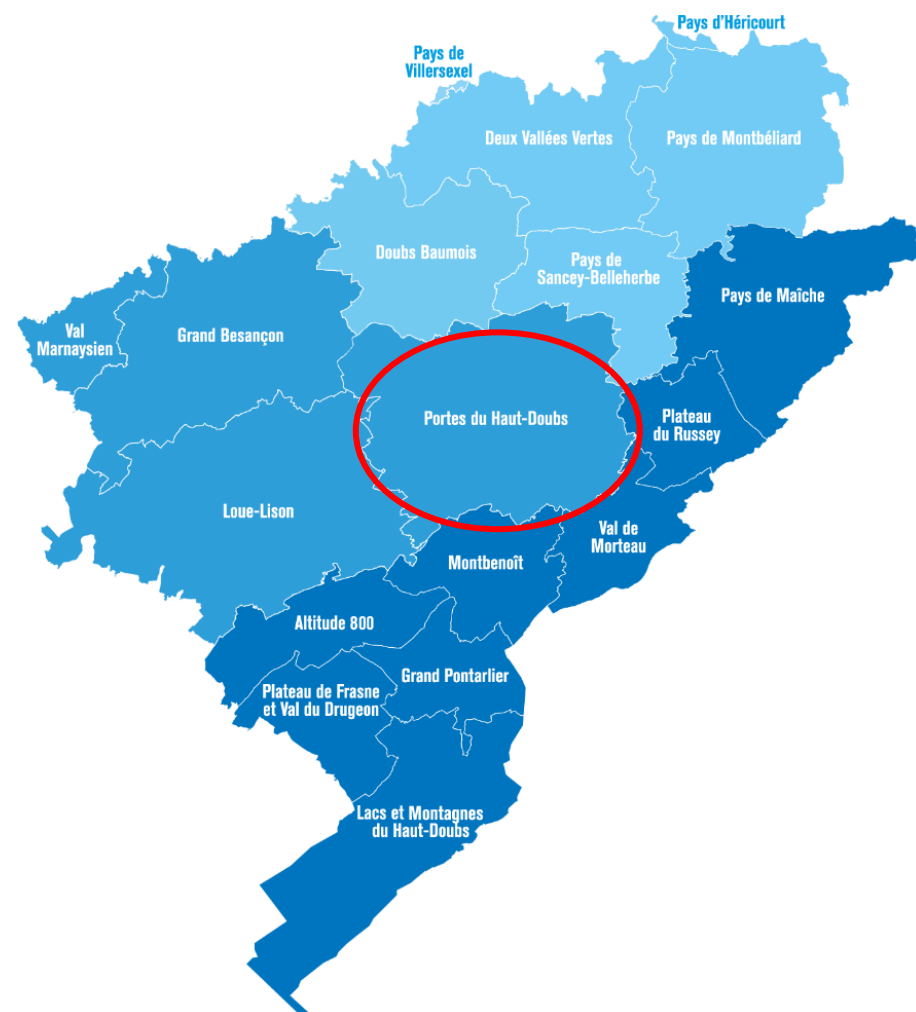 Pays d'Héricourt
Pays de
Villersexel
Deux Vallées Vertes
Pays de Montbéliard
Doubs Baumois
Pays de
Sancey-Belleherbe
Pays de Maîche
Val
Marnaysien
Grand Besançon
Portes du Haut-Doubs
Plateau
du Russey
Loue-Lison
Val de
Morteau
Montbenoît
Altitude 800
Grand Pontarlier
Plateau de Frasne
et Val du Drugeon
Lacs et Montagnes
du Haut-Doubs